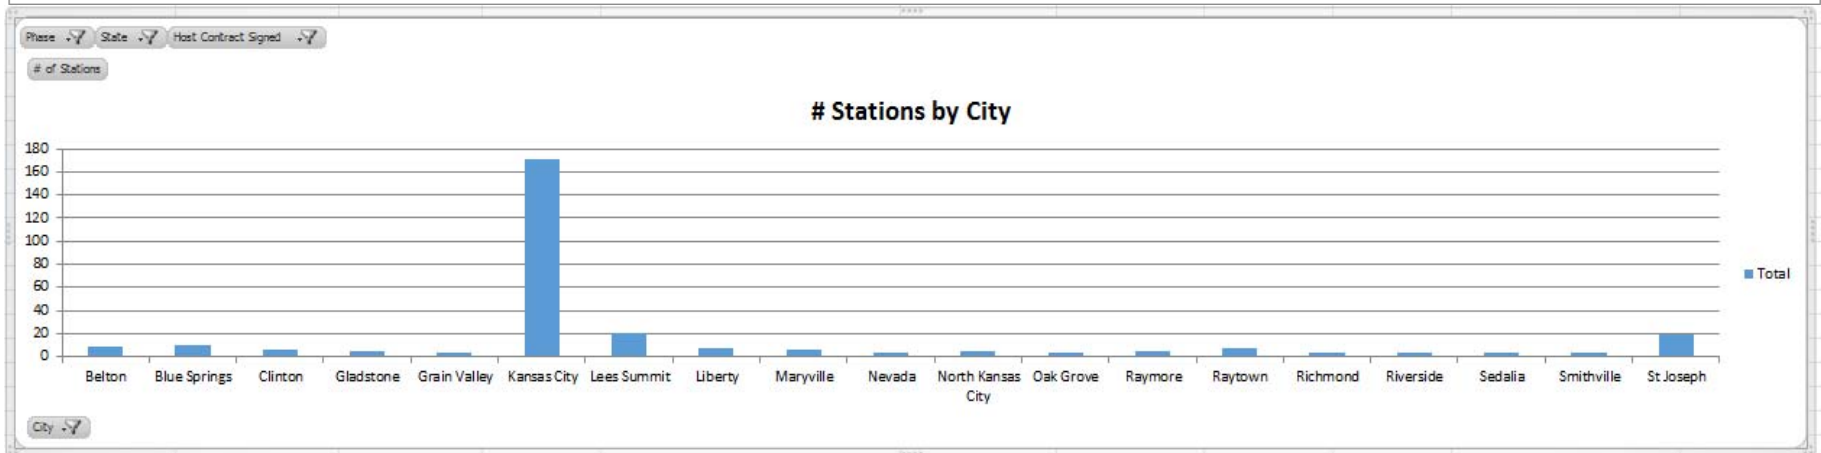 Phase State Host Contract Signed
# of Stations
# Stations by City
180
160
140
120
100
80
60
40
20
0
Total
Belton Blue Springs Clinton Gladstone Grain Valley Kansas City Lees Summit Liberty Maryville Nevada North Kansas City Oak Grove Raymore Raytown Richmond Riverside Sedalia Smithville St Joseph
City